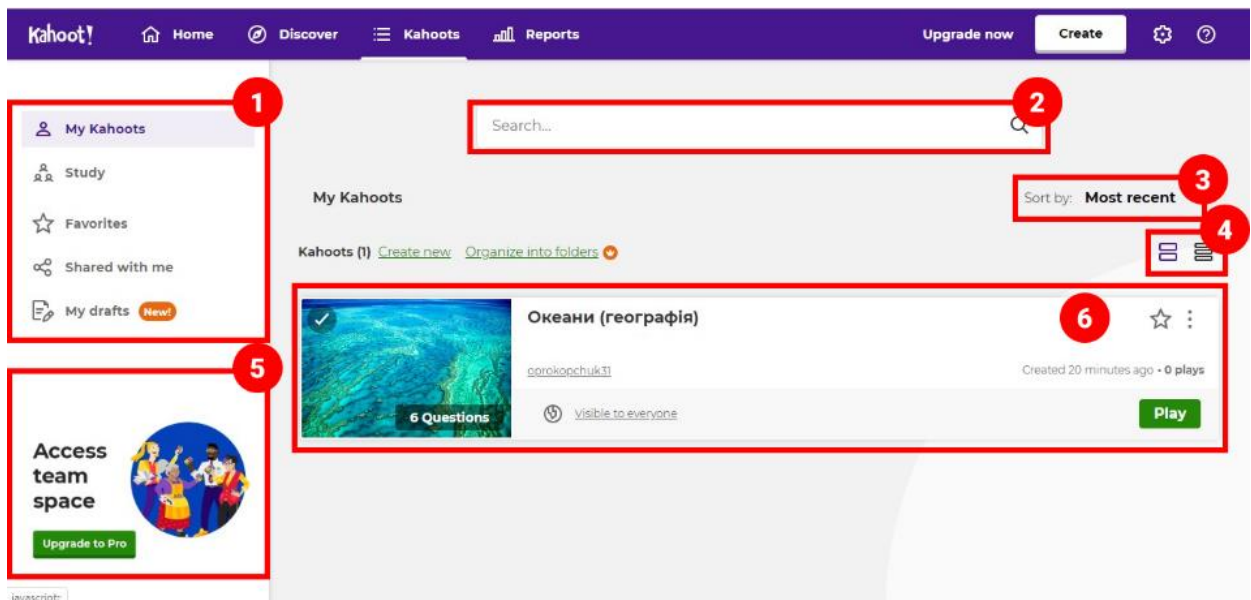 Kahoot! Home Discover Kahoots Reports Upgrade now Create
1
My Kahoots
Study
Favorites
Shared with me
My drafts New!
2
Search...
My Kahoots
3
Sort by: Most recent
4
Kahoots (1) Create new Organize into folders
6
Океани (географія)
oprokopchuk31
Created 20 minutes ago • 0 plays
6 Questions
Visible to everyone
Play
5
Access
team
space
Upgrade to Pro
javascript: